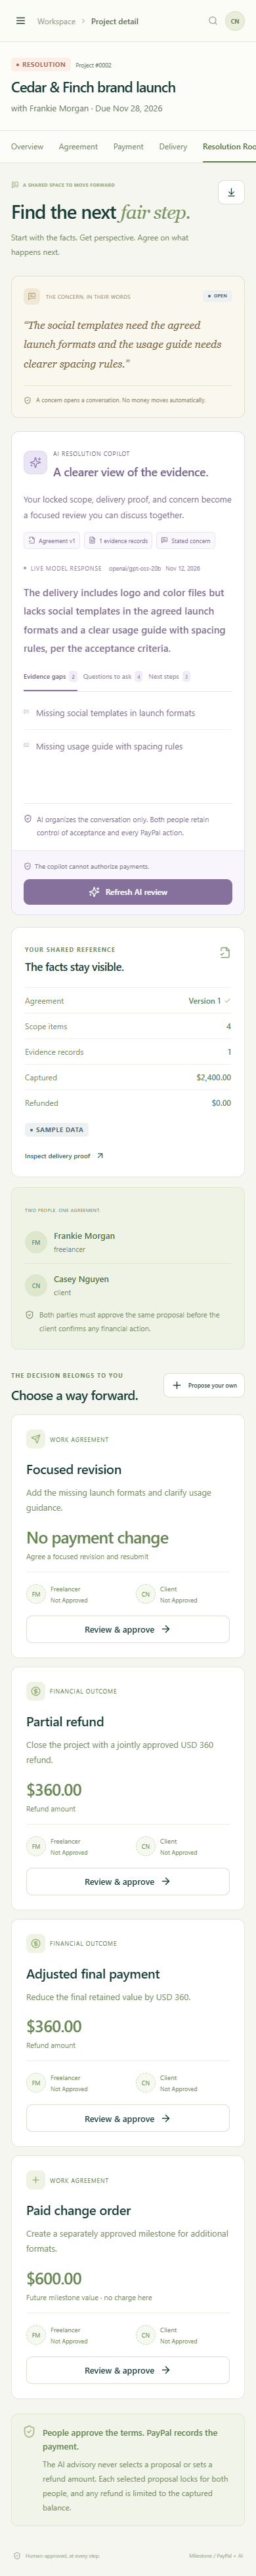 Workspace > Project detail
CN
RESOLUTION Project #0002
Cedar & Finch brand launch
with Frankie Morgan · Due Nov 28, 2026
Overview Agreement Payment Delivery Resolution Roo
A SHARED SPACE TO MOVE FORWARD
Find the next fair step.
Start with the facts. Get perspective. Agree on what
happens next.
THE CONCERN, IN THEIR WORDS
OPEN
“The social templates need the agreed
launch formats and the usage guide needs
clearer spacing rules.”
A concern opens a conversation. No money moves automatically.
AI RESOLUTION COPILOT
A clearer view of the evidence.
Your locked scope, delivery proof, and concern become
a focused review you can discuss together.
Agreement v1
1 evidence records
Stated concern
LIVE MODEL RESPONSE openai/gpt-oss-20b Nov 12, 2026
The delivery includes logo and color files but
lacks social templates in the agreed launch
formats and a clear usage guide with spacing
rules, per the acceptance criteria.
Evidence gaps 2 Questions to ask 4 Next steps 3
01 Missing social templates in launch formats
02 Missing usage guide with spacing rules
AI organizes the conversation only. Both people retain
control of acceptance and every PayPal action.
The copilot cannot authorize payments.
Refresh AI review
YOUR SHARED REFERENCE
The facts stay visible.
Agreement Version 1
Scope items 4
Evidence records 1
Captured $2,400.00
Refunded $0.00
SAMPLE DATA
Inspect delivery proof
TWO PEOPLE. ONE AGREEMENT.
FM Frankie Morgan
freelancer
CN Casey Nguyen
client
Both parties must approve the same proposal before the
client confirms any financial action.
THE DECISION BELONGS TO YOU
Choose a way forward.
+ Propose your own
WORK AGREEMENT
Focused revision
Add the missing launch formats and clarify usage
guidance.
No payment change
Agree a focused revision and resubmit
FM Freelancer Not Approved
CN Client Not Approved
Review & approve
FINANCIAL OUTCOME
Partial refund
Close the project with a jointly approved USD 360
refund.
$360.00
Refund amount
FM Freelancer Not Approved
CN Client Not Approved
Review & approve
FINANCIAL OUTCOME
Adjusted final payment
Reduce the final retained value by USD 360.
$360.00
Refund amount
FM Freelancer Not Approved
CN Client Not Approved
Review & approve
WORK AGREEMENT
Paid change order
Create a separately approved milestone for additional
formats.
$600.00
Future milestone value · no charge here
FM Freelancer Not Approved
CN Client Not Approved
Review & approve
People approve the terms. PayPal records the
payment.
The AI advisory never selects a proposal or sets a
refund amount. Each selected proposal locks for both
people, and any refund is limited to the captured
balance.
Human-approved, at every step.
Milestone / PayPal + AI